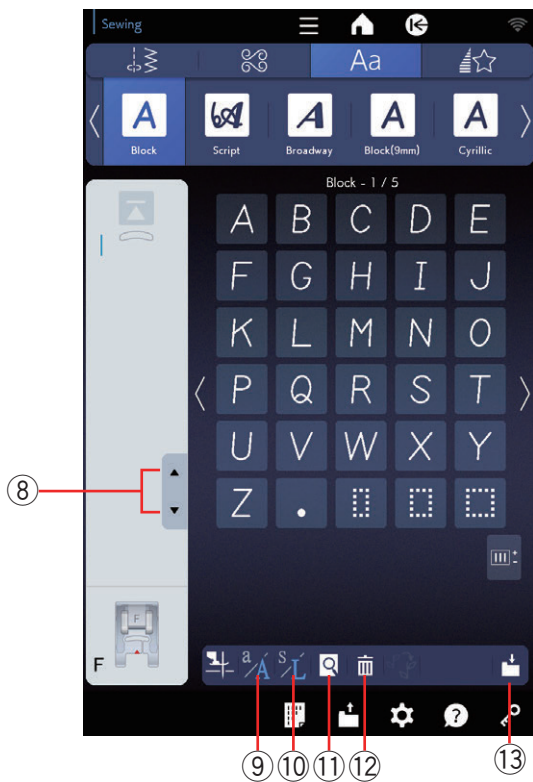 Sewing
Aa
A A A A A
Block Script Broadway Block(9mm) Cyrillic
Block - 1 / 5
A B C D E
F G H I J
K L M N O
P Q R S T
U V W X Y
Z .
⑧
F
F
a/A S/L
?
⑨ ⑩ ⑪ ⑫ ⑬